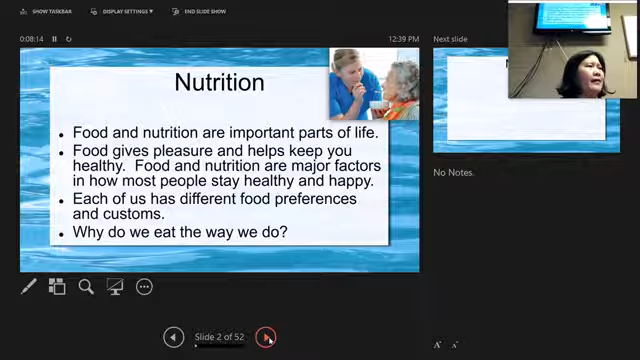 SHOW TASKBAR DISPLAY SETTINGS ▾ END SLIDE SHOW
0:08:14 12:39 PM
Next slide
Nutrition
• Food and nutrition are important parts of life.
• Food gives pleasure and helps keep you
healthy. Food and nutrition are major factors
in how most people stay healthy and happy.
• Each of us has different food preferences
and customs.
• Why do we eat the way we do?
No Notes.
Slide 2 of 52
A A